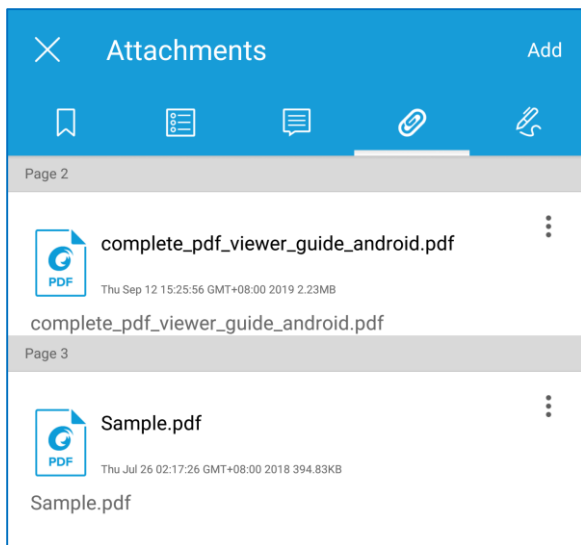 Attachments
Add
Page 2
complete_pdf_viewer_guide_android.pdf
PDF
Thu Sep 12 15:25:56 GMT+08:00 2019 2.23MB
complete_pdf_viewer_guide_android.pdf
Page 3
Sample.pdf
PDF
Thu Jul 26 02:17:26 GMT+08:00 2018 394.83KB
Sample.pdf